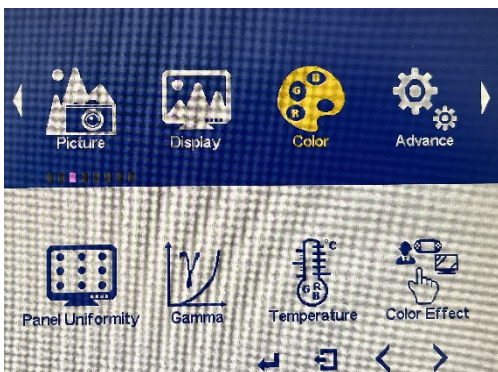 Picture
Display
G B R
Color
Advance
Panel Uniformity
γ
Gamma
°C
G R B
Temperature
Color Effect